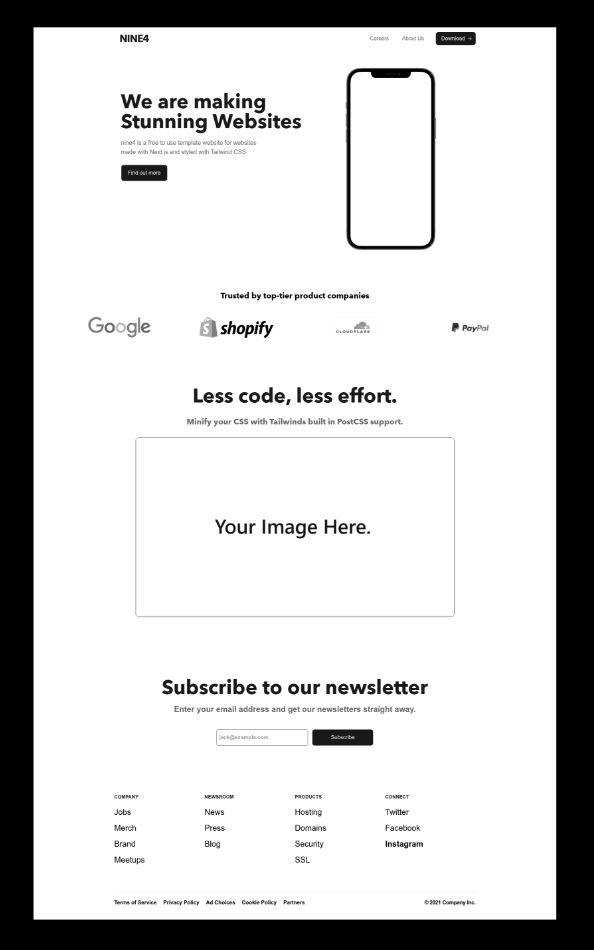 NINE4
Careers About Us Download →
We are making
Stunning Websites
nine4 is a free to use template website for websites
made with Next.js and styled with Tailwind CSS
Find out more
Trusted by top-tier product companies
Google shopify CLOUDFLARE PayPal
Less code, less effort.
Minify your CSS with Tailwinds built in PostCSS support.
Your Image Here.
Subscribe to our newsletter
Enter your email address and get our newsletters straight away.
jack@example.com Subscribe
COMPANY NEWSROOM PRODUCTS CONNECT
Jobs News Hosting Twitter
Merch Press Domains Facebook
Brand Blog Security Instagram
Meetups SSL
Terms of Service Privacy Policy Ad Choices Cookie Policy Partners © 2021 Company Inc.